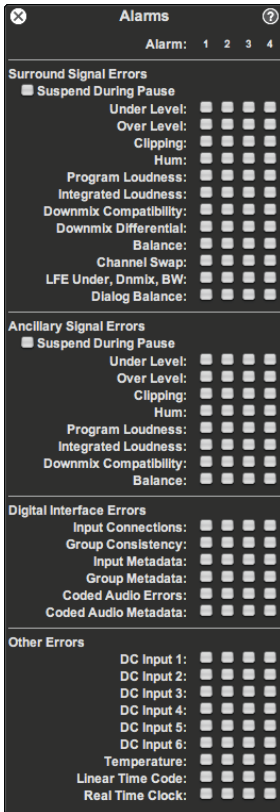 Alarms
Alarm: 1 2 3 4
Surround Signal Errors
Suspend During Pause
Under Level:
Over Level:
Clipping:
Hum:
Program Loudness:
Integrated Loudness:
Downmix Compatibility:
Downmix Differential:
Balance:
Channel Swap:
LFE Under, Dnmix, BW:
Dialog Balance:
Ancillary Signal Errors
Suspend During Pause
Under Level:
Over Level:
Clipping:
Hum:
Program Loudness:
Integrated Loudness:
Downmix Compatibility:
Balance:
Digital Interface Errors
Input Connections:
Group Consistency:
Input Metadata:
Group Metadata:
Coded Audio Errors:
Coded Audio Metadata:
Other Errors
DC Input 1:
DC Input 2:
DC Input 3:
DC Input 4:
DC Input 5:
DC Input 6:
Temperature:
Linear Time Code:
Real Time Clock: